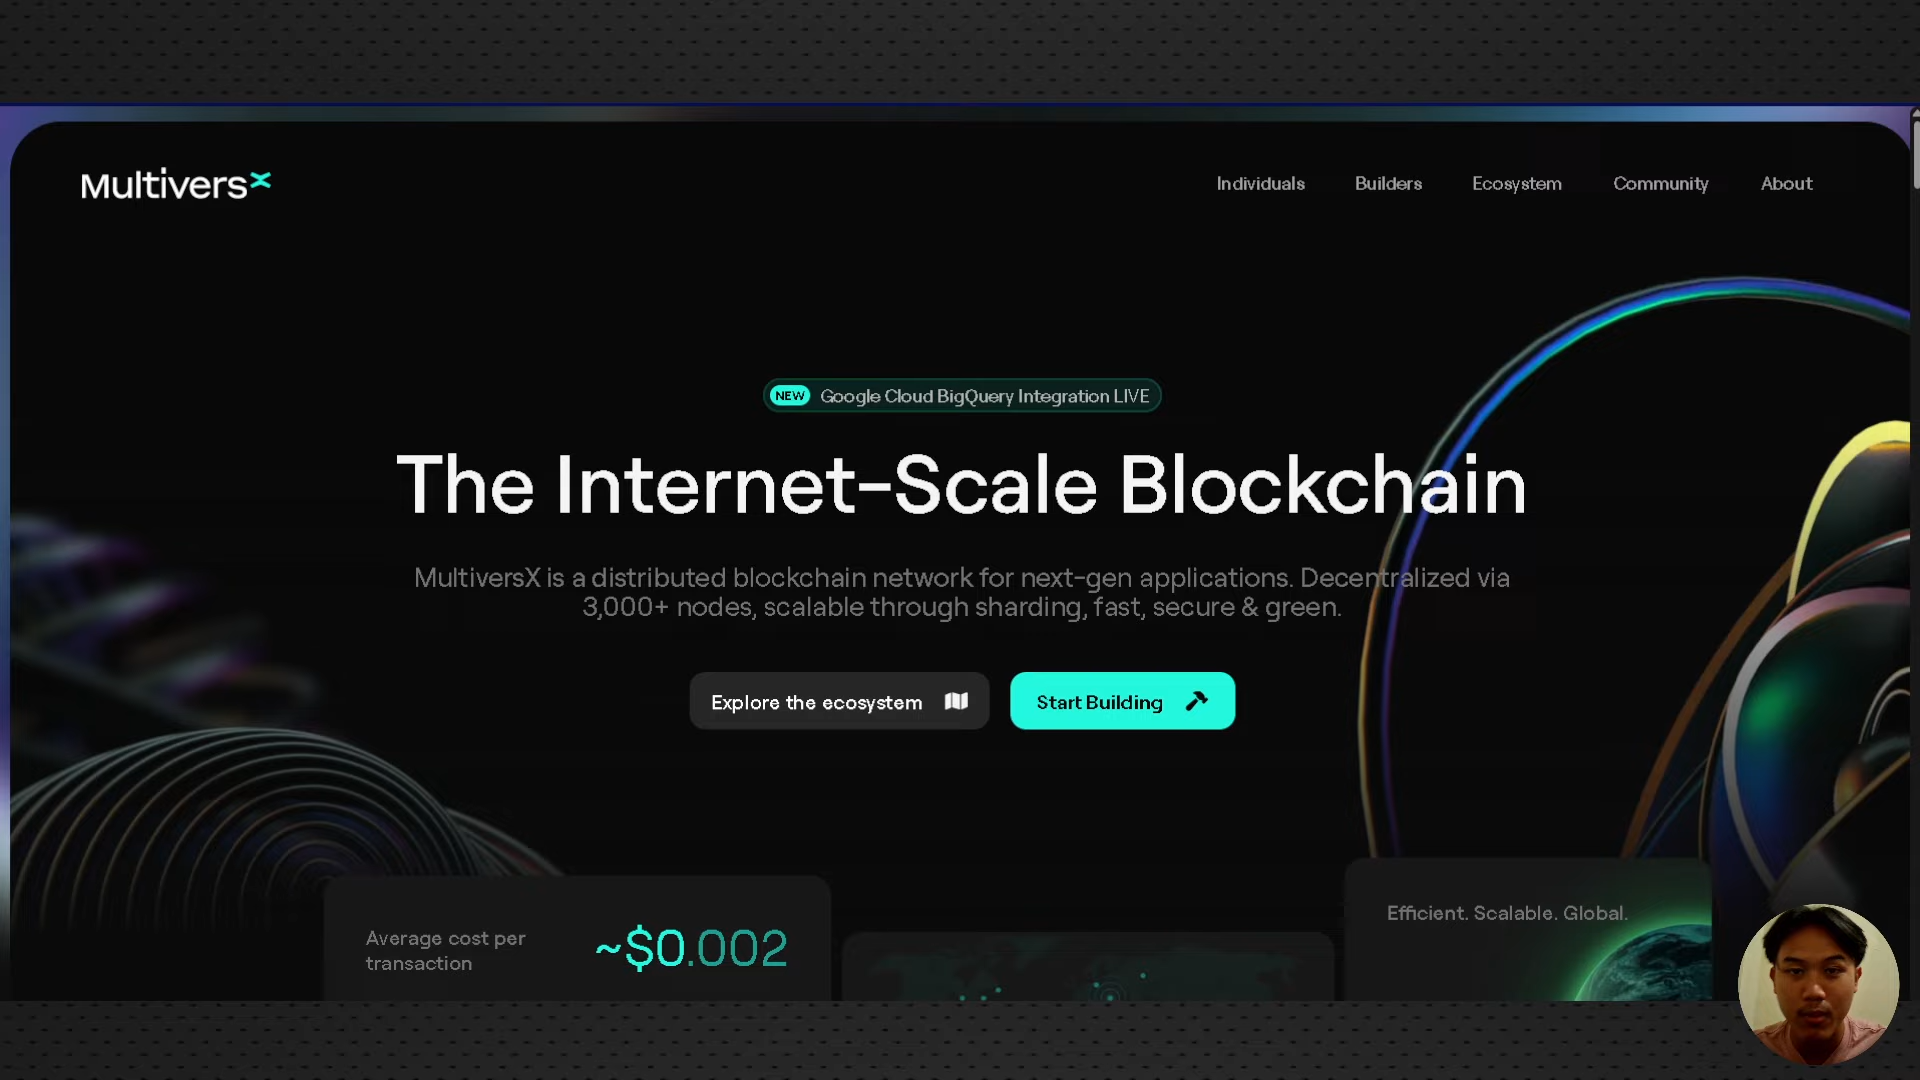 MultiversX
Individuals
Builders
Ecosystem
Community
About
NEW Google Cloud BigQuery Integration LIVE
The Internet-Scale Blockchain
MultiversX is a distributed blockchain network for next-gen applications. Decentralized via
3,000+ nodes, scalable through sharding, fast, secure & green.
Explore the ecosystem
Start Building
Average cost per
transaction
~$0.002
Efficient. Scalable. Global.